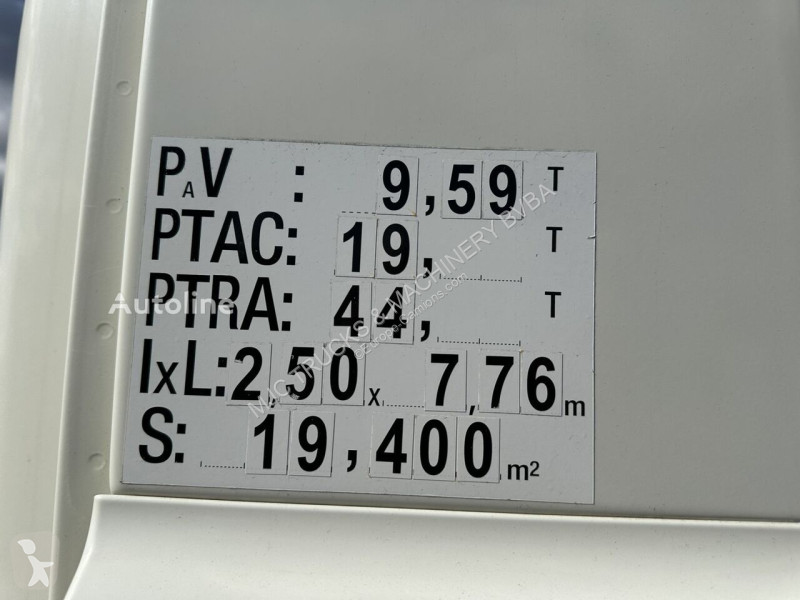 PAV : 9,59 T
PTAC: 19, T
PTRA: 44, T
IxL: 2,50 x 7,76 m
S: 19,400 m²
Autoline
MAC TRUCKS & MACHINERY BVBA